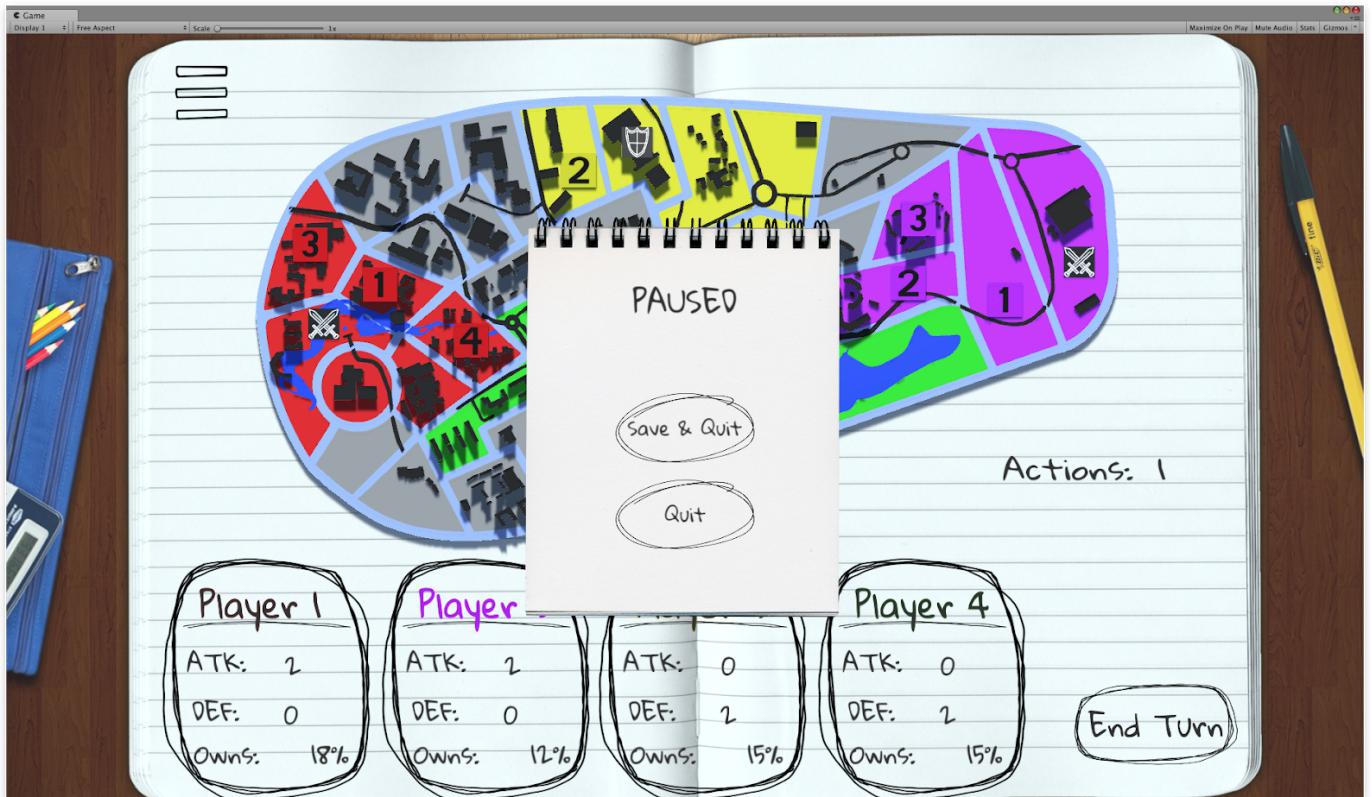 Game
Display 1
Free Aspect
Scale
1x
Maximize On Play
Mute Audio
Stats
Gizmos
2
3
1
4
3
2
1
PAUSED
Save & Quit
Quit
Actions: 1
Player 1
ATK: 2
DEF: 0
Owns: 18%
Player
ATK: 2
DEF: 0
Owns: 12%
ATK: 0
DEF: 2
Owns: 15%
Player 4
ATK: 0
DEF: 2
Owns: 15%
End Turn
fine